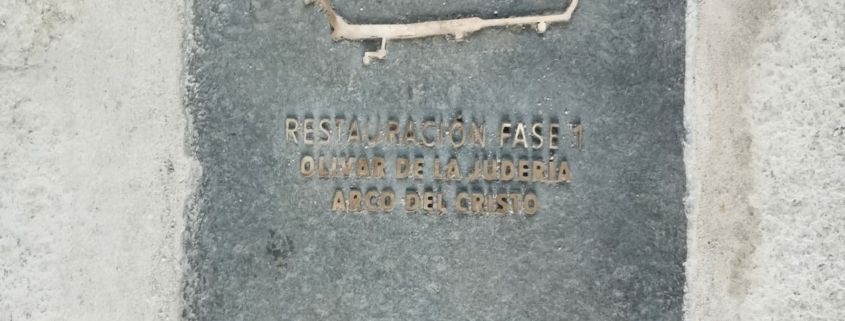 RESTAURACIÓN FASE 1
OLIVAR DE LA JUDERÍA
ARCO DEL CRISTO